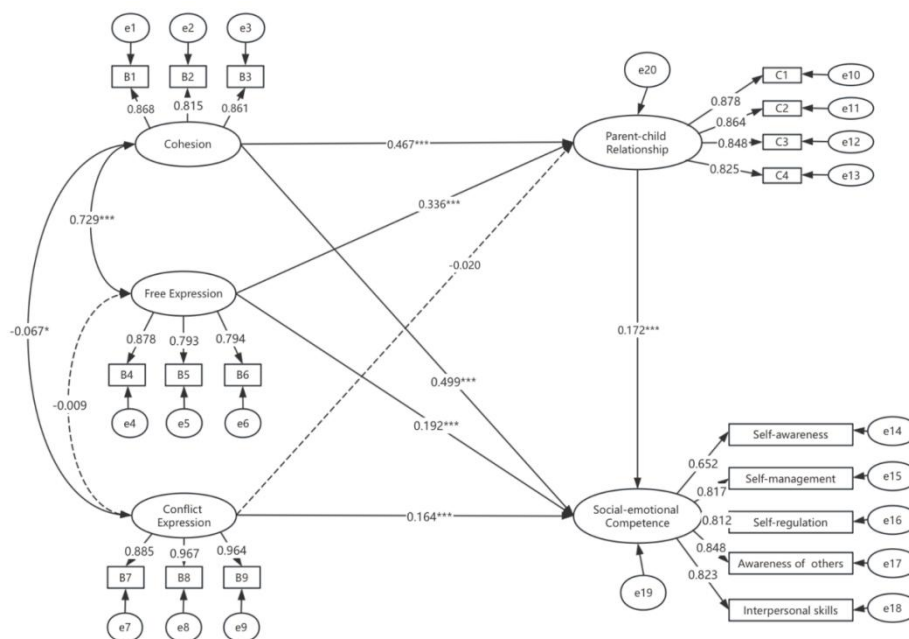 e1
e2
e3
B1
B2
B3
0.868
0.815
0.861
Cohesion
e20
Parent-child
Relationship
C1
e10
C2
e11
C3
e12
C4
e13
0.878
0.864
0.848
0.825
0.467***
0.336***
0.729***
-0.020
Free Expression
0.878
0.793
0.794
B4
B5
B6
e4
e5
e6
-0.067*
-0.009
0.172***
0.499***
0.192***
Conflict
Expression
0.164***
0.885
0.967
0.964
B7
B8
B9
e7
e8
e9
Social-emotional
Competence
e19
0.652
0.817
0.812
0.848
0.823
Self-awareness
e14
Self-management
e15
Self-regulation
e16
Awareness of others
e17
Interpersonal skills
e18